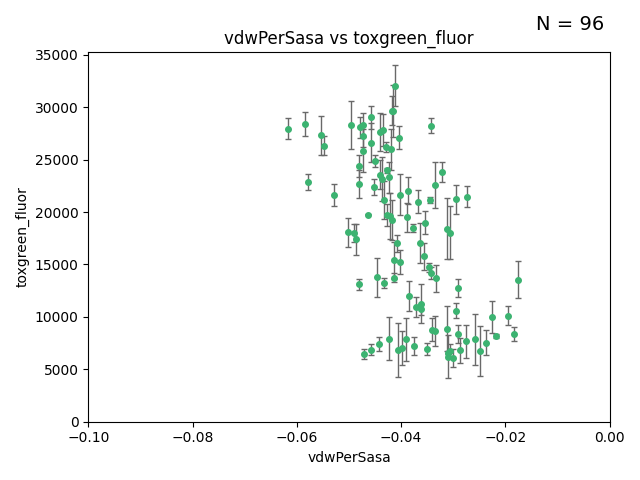 N = 96
vdwPerSasa vs toxgreen_fluor
35000
30000
25000
20000
15000
10000
5000
0
toxgreen_fluor
−0.10 −0.08 −0.06 −0.04 −0.02 0.00
vdwPerSasa